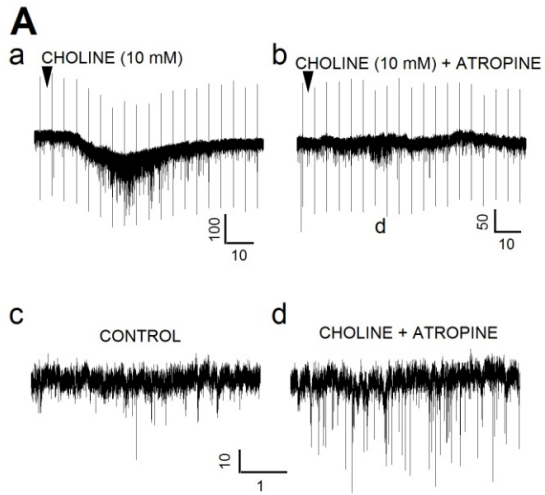 A
a
CHOLINE (10 mM)
100
10
b
CHOLINE (10 mM) + ATROPINE
d
50
10
c
CONTROL
10
1
d
CHOLINE + ATROPINE